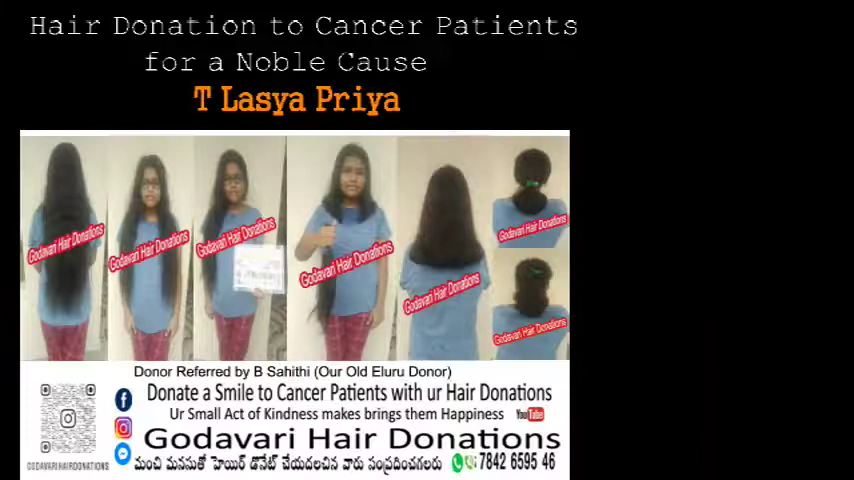 Hair Donation to Cancer Patients
for a Noble Cause
T Lasya Priya
Godavari Hair Donations
Godavari Hair Donations
Godavari Hair Donations
Godavari Hair Donations
Godavari Hair Donations
Godavari Hair Donations
Godavari Hair Donations
Donor Referred by B Sahithi (Our Old Eluru Donor)
Donate a Smile to Cancer Patients with ur Hair Donations
Ur Small Act of Kindness makes brings them Happiness YouTube
Godavari Hair Donations
GODAVARIHAIRDONATIONS
మంచి మనసుతో హెయిర్ డొనేట్ చేయదలచిన వారు సంప్రదించగలరు 7842 6595 46